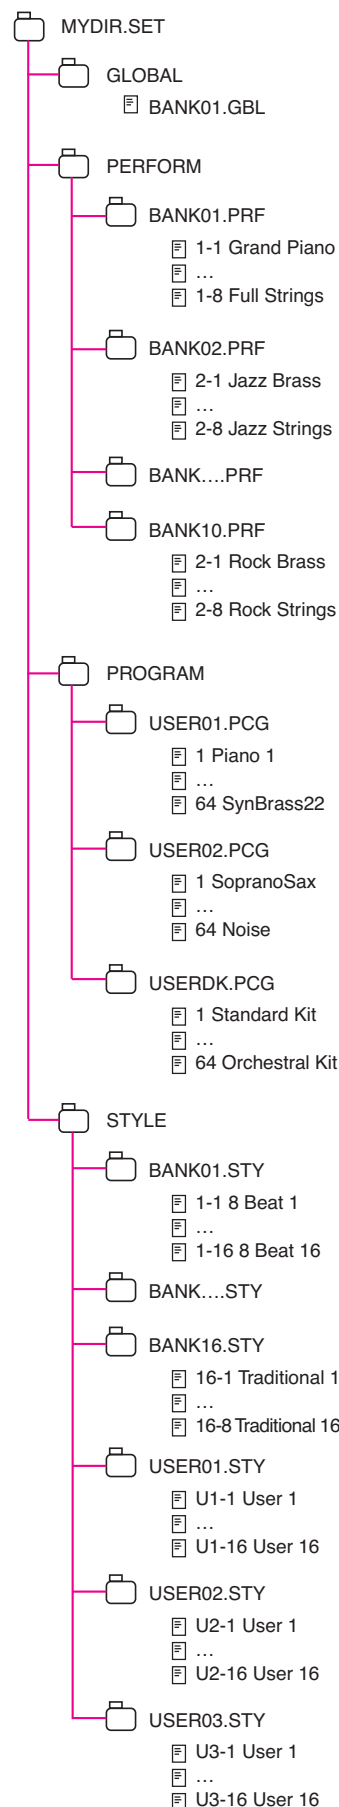 MYDIR.SET
GLOBAL
BANK01.GBL
PERFORM
BANK01.PRF
1-1 Grand Piano
…
1-8 Full Strings
BANK02.PRF
2-1 Jazz Brass
…
2-8 Jazz Strings
BANK….PRF
BANK10.PRF
2-1 Rock Brass
…
2-8 Rock Strings
PROGRAM
USER01.PCG
1 Piano 1
…
64 SynBrass22
USER02.PCG
1 SopranoSax
…
64 Noise
USERDK.PCG
1 Standard Kit
…
64 Orchestral Kit
STYLE
BANK01.STY
1-1 8 Beat 1
…
1-16 8 Beat 16
BANK….STY
BANK16.STY
16-1 Traditional 1
…
16-8 Traditional 16
USER01.STY
U1-1 User 1
…
U1-16 User 16
USER02.STY
U2-1 User 1
…
U2-16 User 16
USER03.STY
U3-1 User 1
…
U3-16 User 16